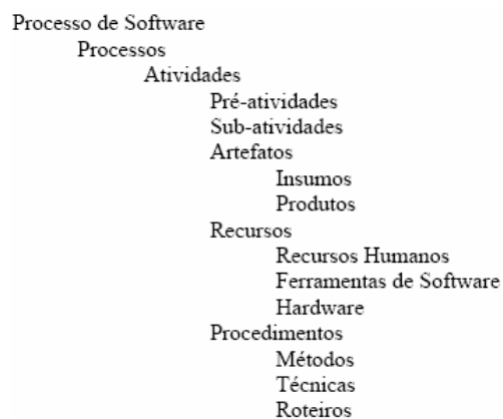 Processo de Software
Processos
Atividades
Pré-atividades
Sub-atividades
Artefatos
Insumos
Produtos
Recursos
Recursos Humanos
Ferramentas de Software
Hardware
Procedimentos
Métodos
Técnicas
Roteiros